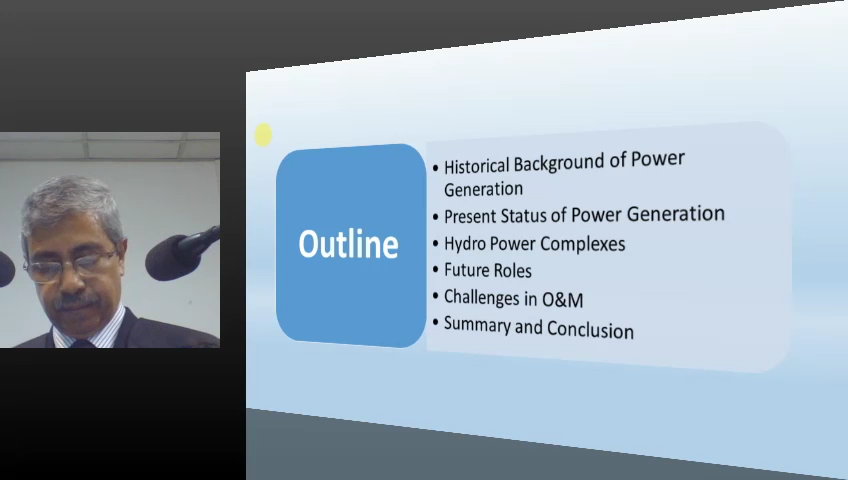 Outline
• Historical Background of Power
Generation
• Present Status of Power Generation
• Hydro Power Complexes
• Future Roles
• Challenges in O&M
• Summary and Conclusion